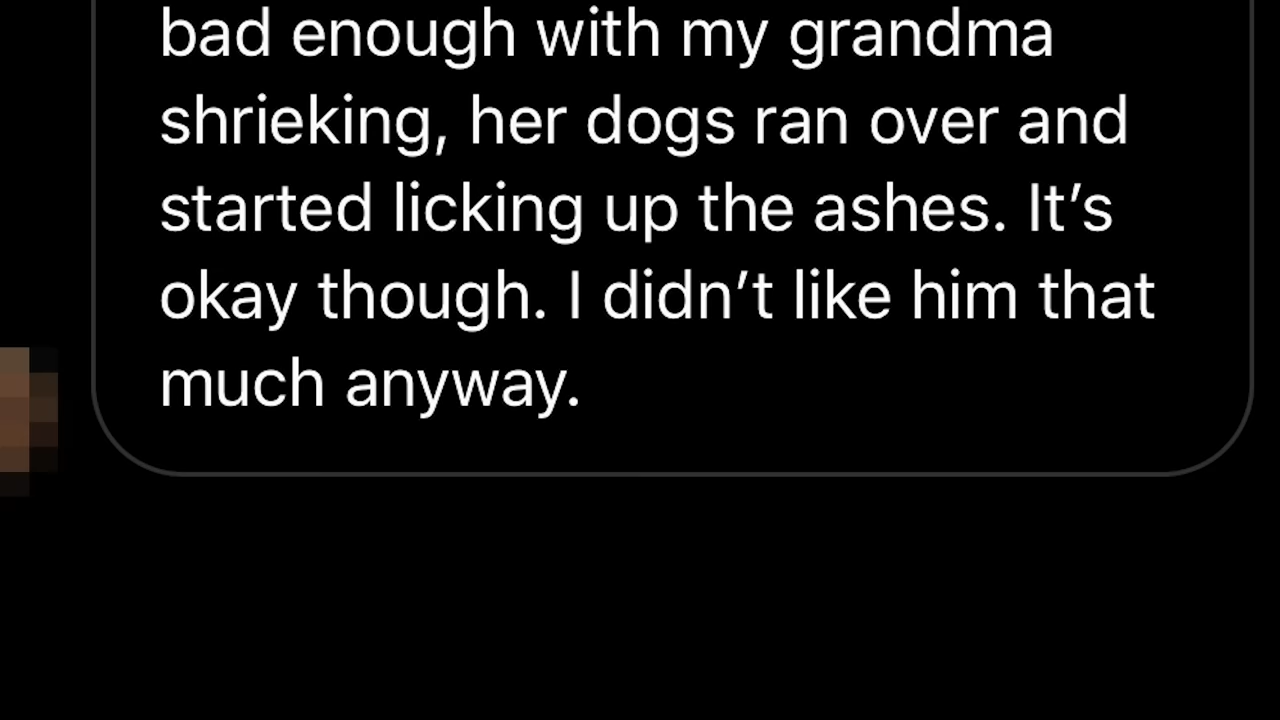 bad enough with my grandma
shrieking, her dogs ran over and
started licking up the ashes. It’s
okay though. I didn’t like him that
much anyway.